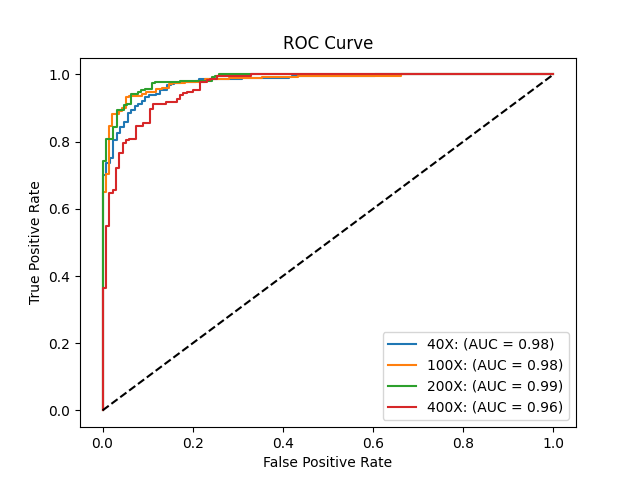 ROC Curve
True Positive Rate
1.0
0.8
0.6
0.4
0.2
0.0
40X: (AUC = 0.98)
100X: (AUC = 0.98)
200X: (AUC = 0.99)
400X: (AUC = 0.96)
0.0 0.2 0.4 0.6 0.8 1.0
False Positive Rate